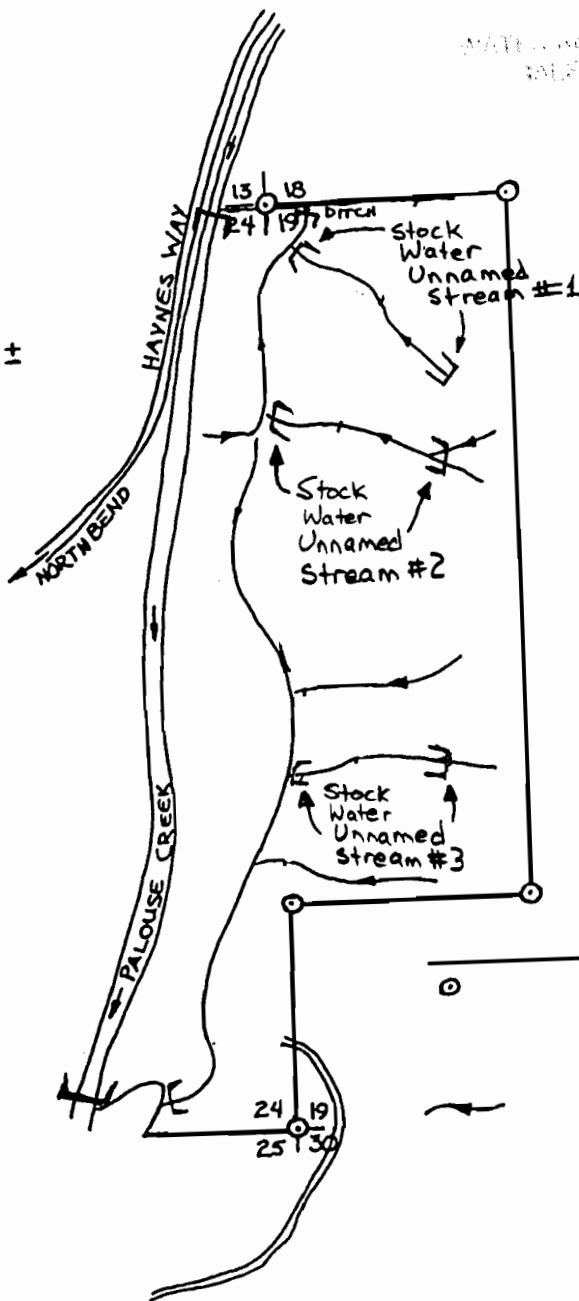 13 18
24 19
DITCH
Stock
Water
Unnamed
Stream #1
HAYNES WAY
NORTH BEND
Stock
Water
Unnamed
Stream #2
Stock
Water
Unnamed
Stream #3
PALOUSE CREEK
24 19
25 30